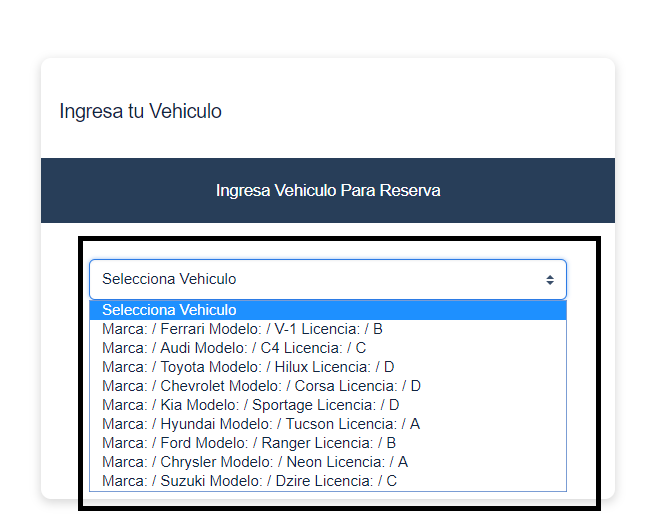 Ingresa tu Vehiculo
Ingresa Vehiculo Para Reserva
Selecciona Vehiculo
Selecciona Vehiculo
Marca: / Ferrari Modelo: / V-1 Licencia: / B
Marca: / Audi Modelo: / C4 Licencia: / C
Marca: / Toyota Modelo: / Hilux Licencia: / D
Marca: / Chevrolet Modelo: / Corsa Licencia: / D
Marca: / Kia Modelo: / Sportage Licencia: / D
Marca: / Hyundai Modelo: / Tucson Licencia: / A
Marca: / Ford Modelo: / Ranger Licencia: / B
Marca: / Chrysler Modelo: / Neon Licencia: / A
Marca: / Suzuki Modelo: / Dzire Licencia: / C